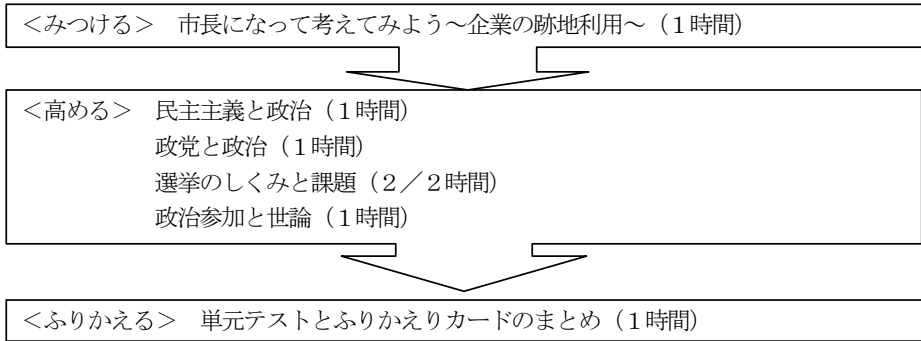 <みつける>　市長になって考えてみよう～企業の跡地利用～（１時間）
<高める>　民主主義と政治（１時間）
政党と政治（１時間）
選挙のしくみと課題（２／２時間）
政治参加と世論（１時間）
<ふりかえる>　単元テストとふりかえりカードのまとめ（１時間）